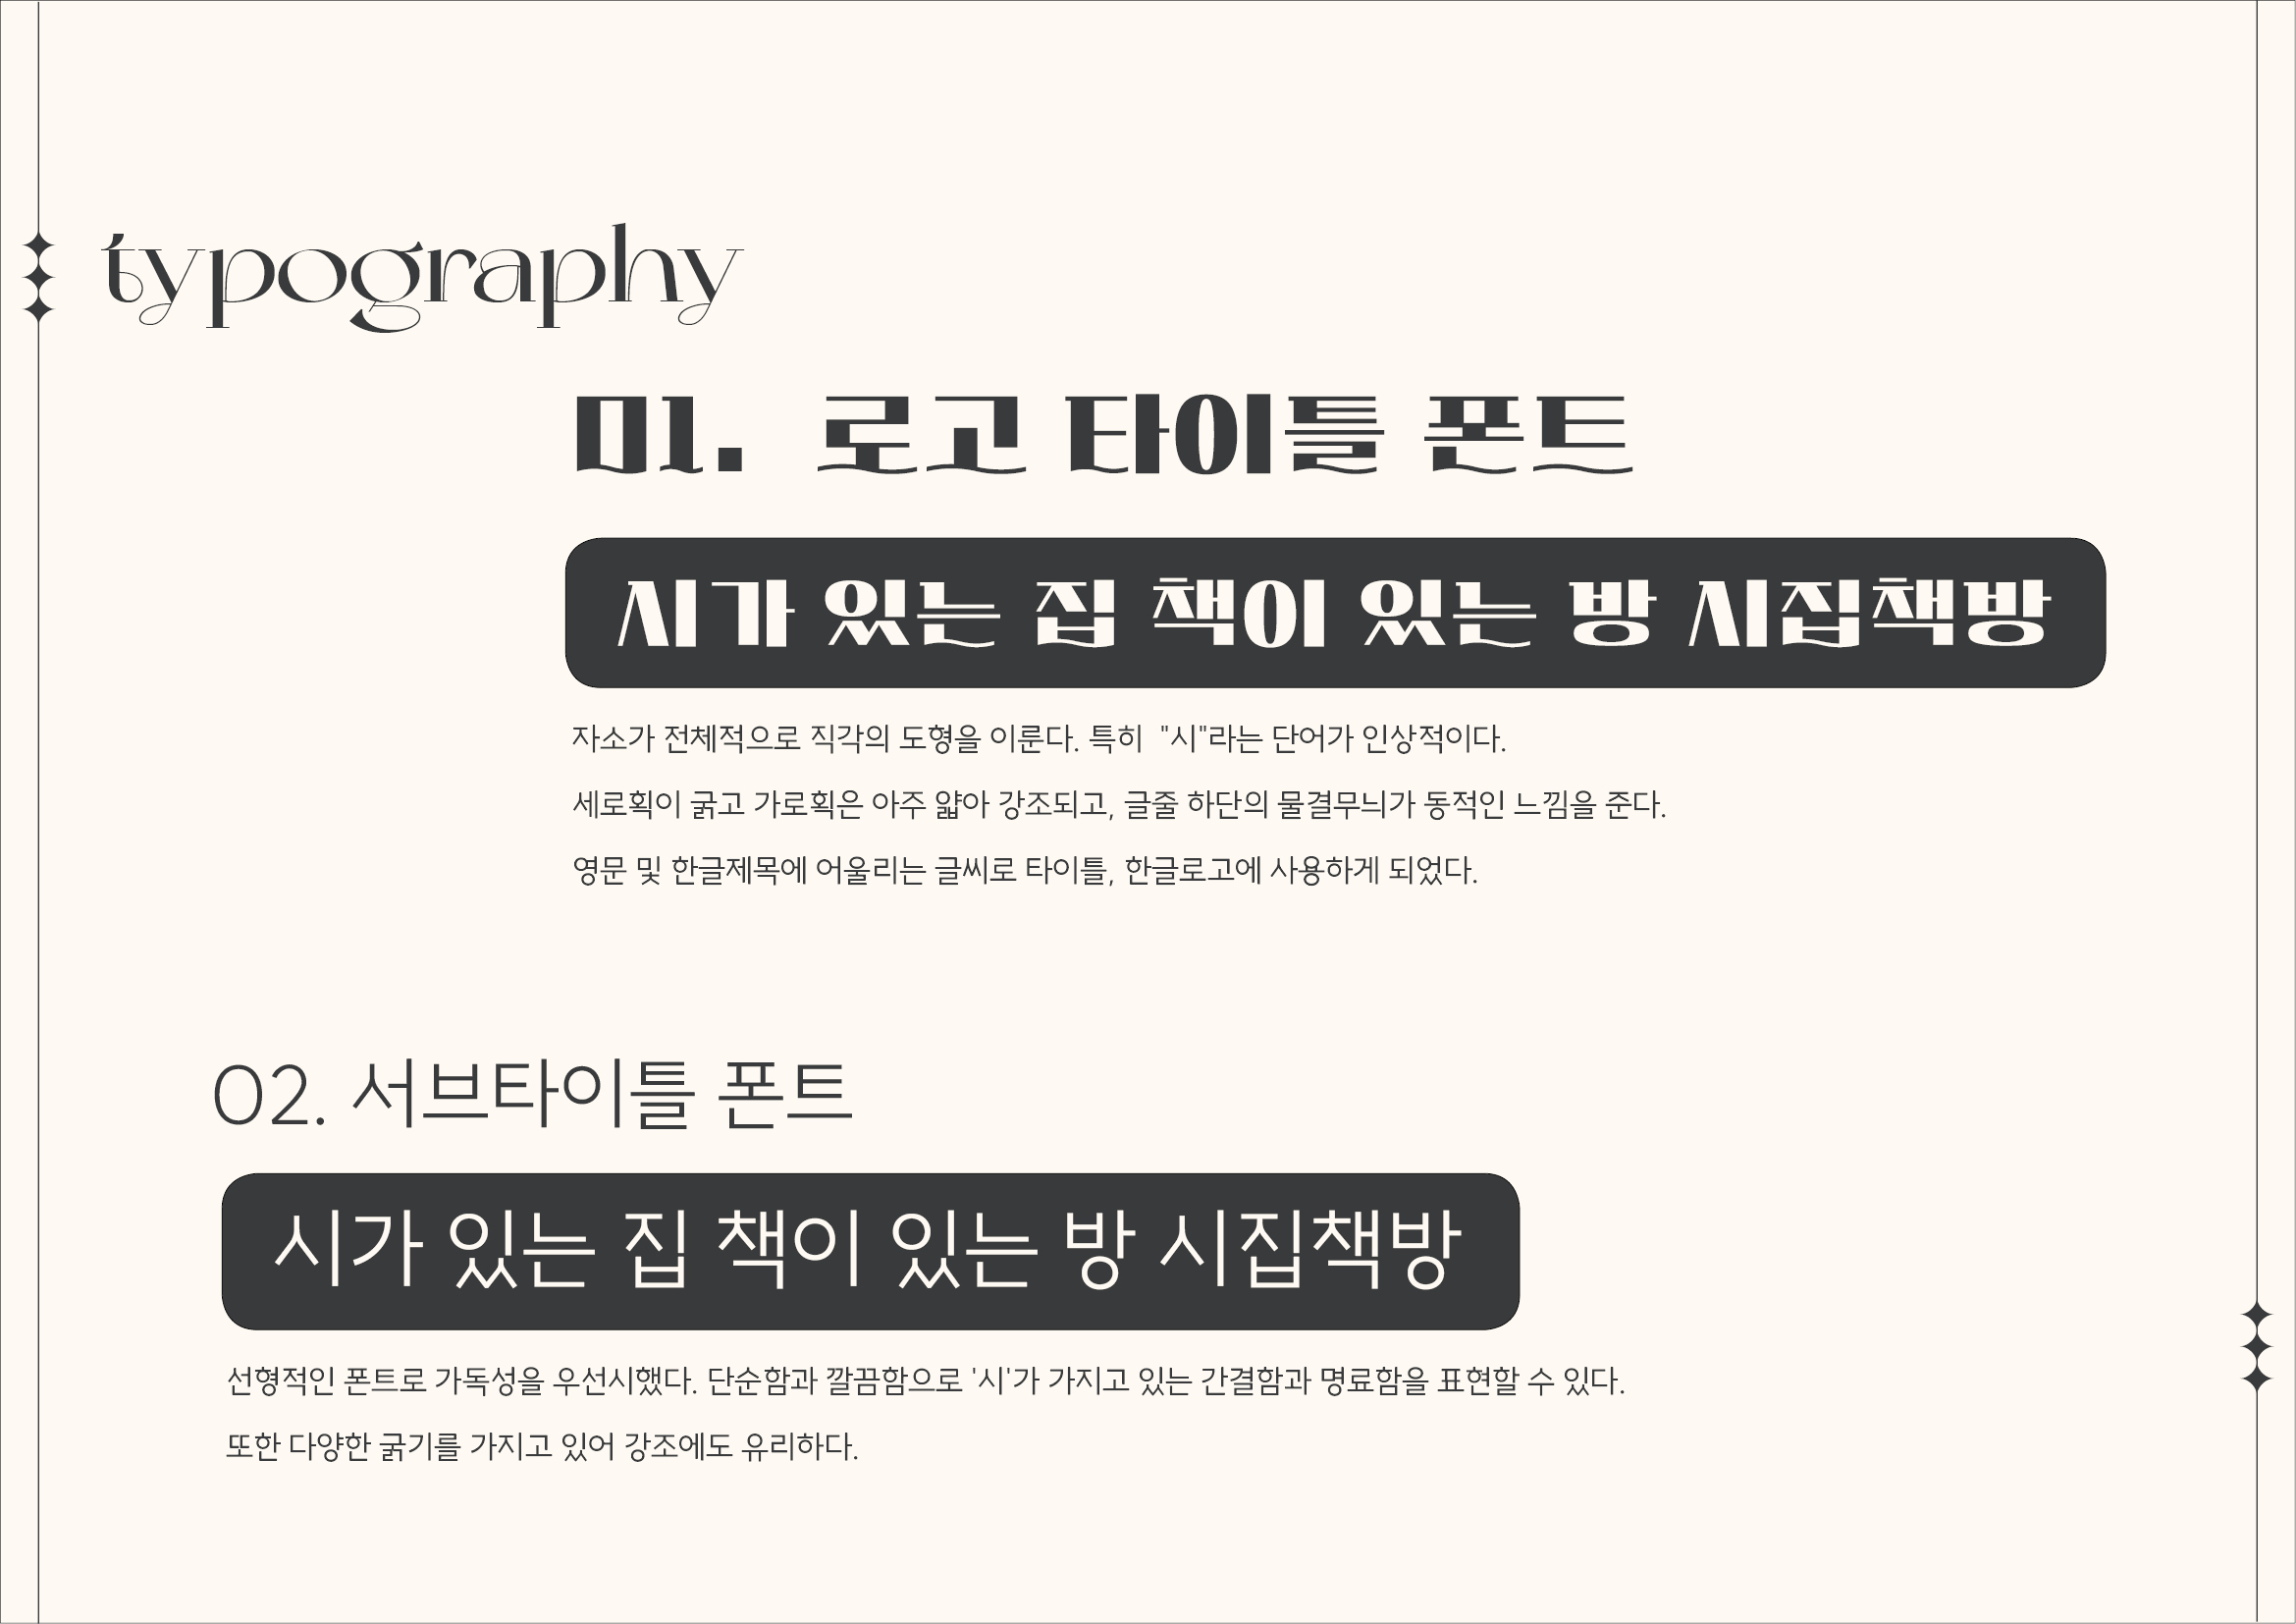 typography
01. 로고 타이틀 폰트
시가 있는 집 책이 있는 방 시집책방
자소가 전체적으로 직각의 도형을 이룬다. 특히 "시"라는 단어가 인상적이다.
세로획이 굵고 가로획은 아주 얇아 강조되고, 글줄 하단의 물결무늬가 동적인 느낌을 준다.
영문 및 한글제목에 어울리는 글씨로 타이틀, 한글로고에 사용하게 되었다.
02. 서브타이틀 폰트
시가 있는 집 책이 있는 방 시집책방
선형적인 폰트로 가독성을 우선시했다. 단순함과 깔끔함으로 '시'가 가지고 있는 간결함과 명료함을 표현할 수 있다.
또한 다양한 굵기를 가지고 있어 강조에도 유리하다.